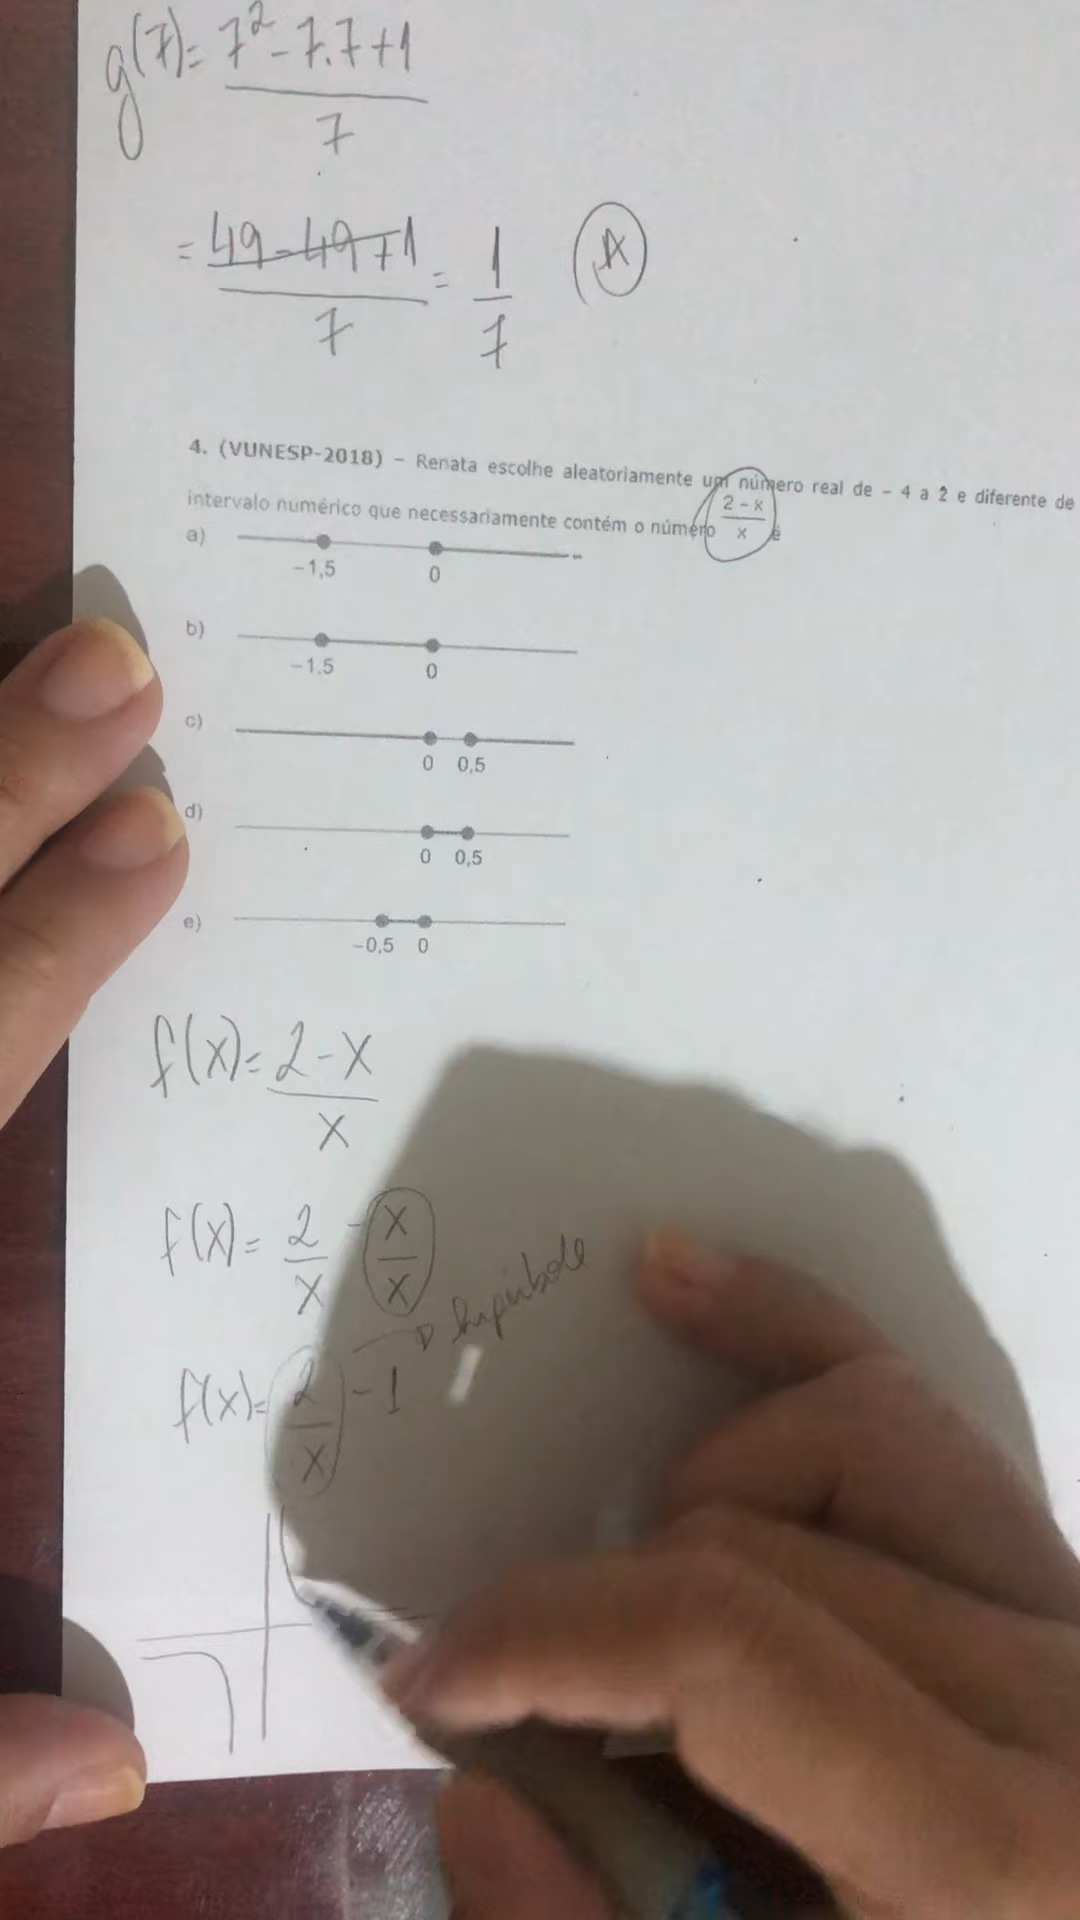 g(7)= 7² - 7.7+1
7
= 49-49+1 = 1 A
7 7
4. (VUNESP-2018) – Renata escolhe aleatoriamente um número real de – 4 a 2 e diferente de
intervalo numérico que necessariamente contém o número 2 – x
x é
a)
–1,5 0
b)
–1.5 0
c)
0 0,5
d)
0 0,5
e)
–0,5 0
f(x)= 2-x
x
f(x)= 2 - x
x x
hipérbole
f(x)= 2 - 1
x